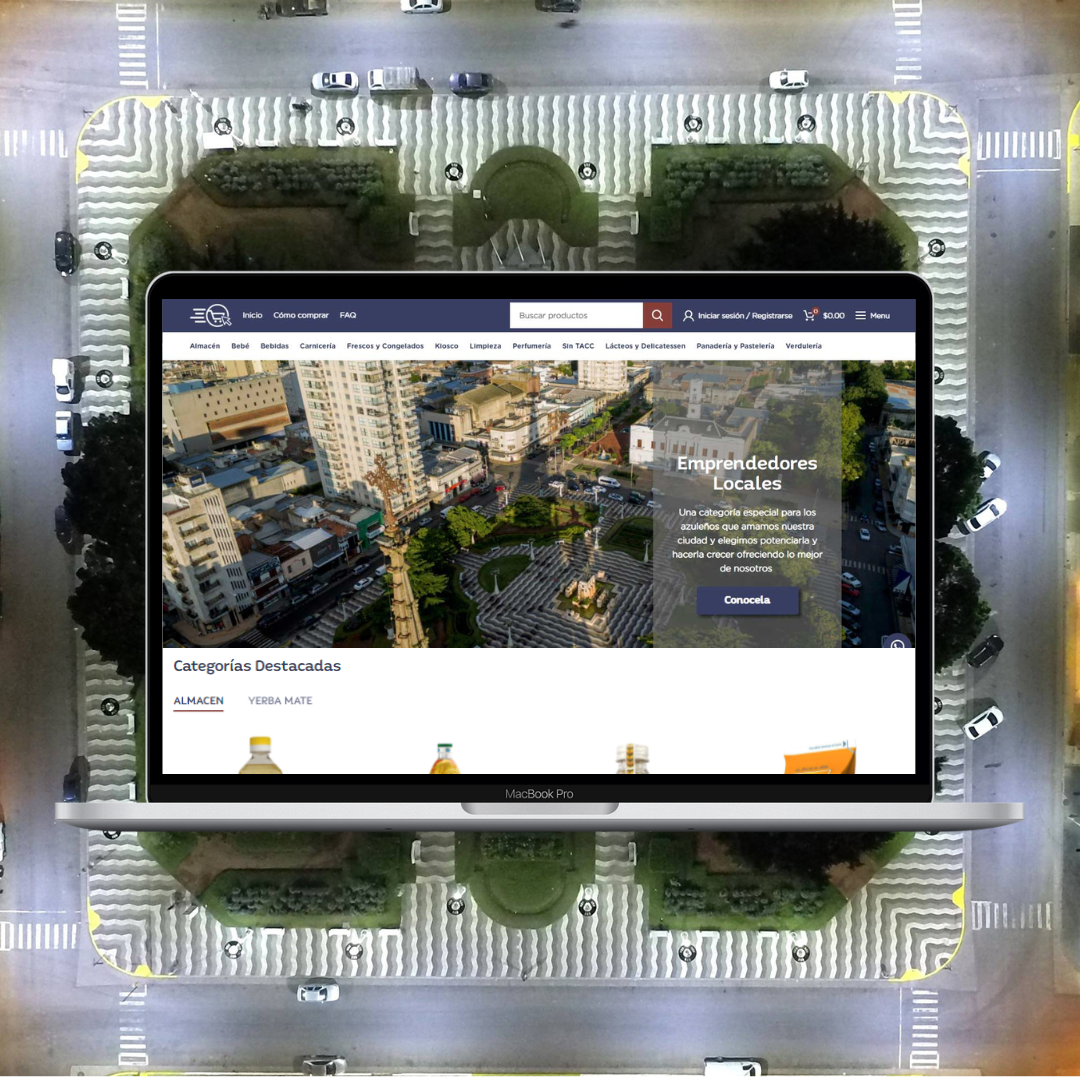 Inicio Cómo comprar FAQ Buscar productos Iniciar sesión / Registrarse 0 $0.00 Menu
Almacén Bebé Bebidas Carnicería Frescos y Congelados Kiosco Limpieza Perfumería Sin TACC Lácteos y Delicatessen Panadería y Pastelería Verdulería
Emprendedores
Locales
Una categoría especial para los
azuleños que amamos nuestra
ciudad y elegimos potenciarla y
hacerla crecer ofreciendo lo mejor
de nosotros
Conocela
Categorías Destacadas
ALMACEN YERBA MATE
MacBook Pro